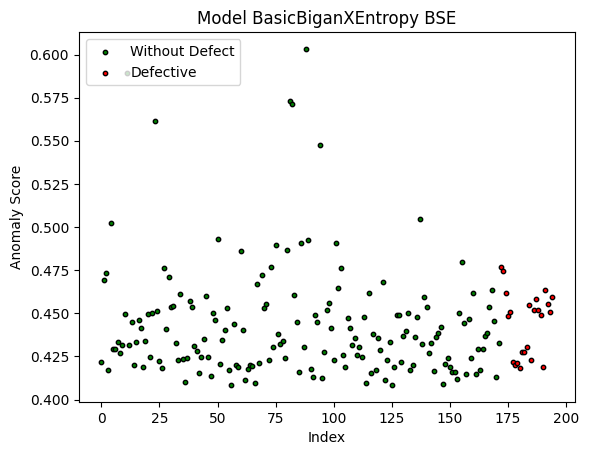 Model BasicBiganXEntropy BSE
Without Defect
Defective
0.600
0.575
0.550
0.525
0.500
0.475
0.450
0.425
0.400
Anomaly Score
0 25 50 75 100 125 150 175 200
Index